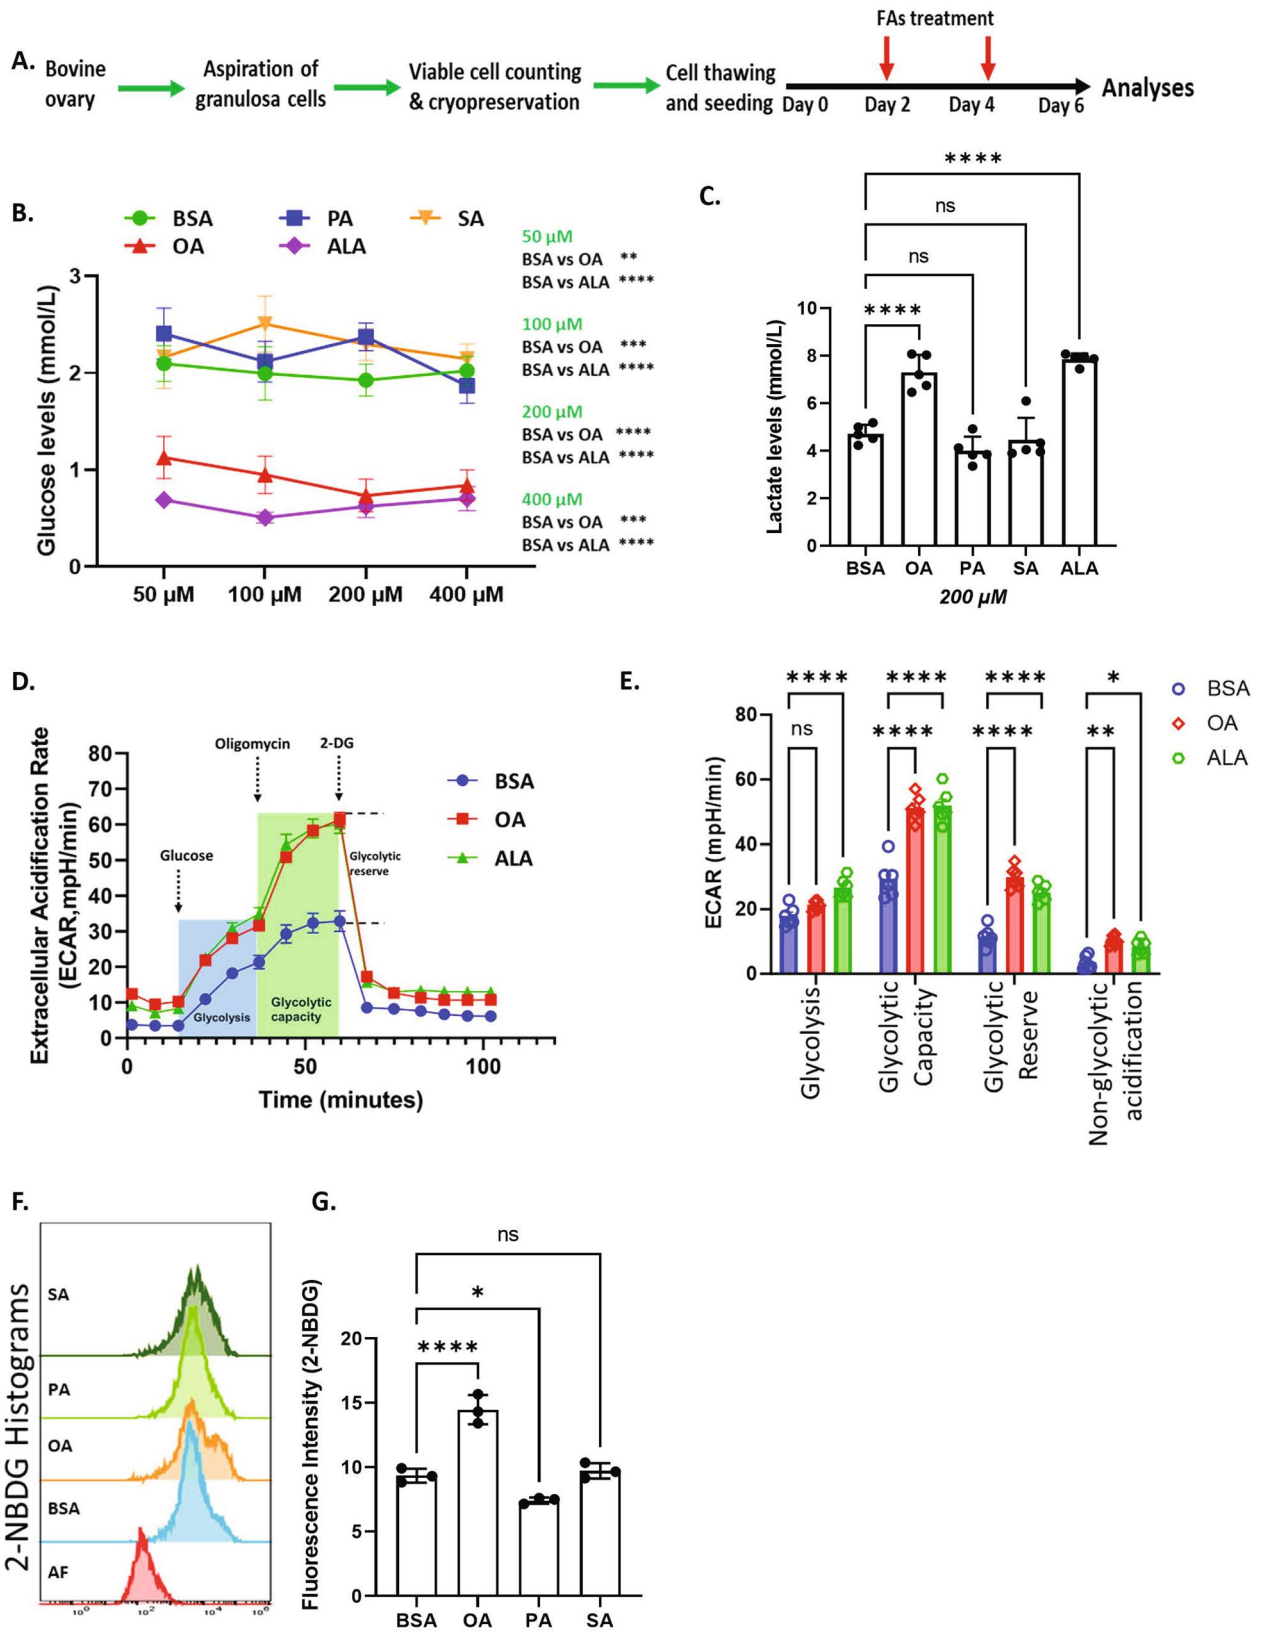 A.
Bovine
ovary
Aspiration of
granulosa cells
Viable cell counting
& cryopreservation
Cell thawing
and seeding
FAs treatment
Day 0
Day 2
Day 4
Day 6
Analyses
B.
BSA
PA
SA
OA
ALA
Glucose levels (mmol/L)
3
2
1
0
50 µM
100 µM
200 µM
400 µM
50 µM
BSA vs OA **
BSA vs ALA ****
100 µM
BSA vs OA ***
BSA vs ALA ****
200 µM
BSA vs OA ****
BSA vs ALA ****
400 µM
BSA vs OA ***
BSA vs ALA ****
C.
****
ns
ns
****
Lactate levels (mmol/L)
10
8
6
4
2
0
BSA
OA
PA
SA
ALA
200 µM
D.
Extracellular Acidification Rate
(ECAR,mpH/min)
80
70
60
50
40
30
20
10
0
Oligomycin
2-DG
Glucose
Glycolytic
reserve
Glycolysis
Glycolytic
capacity
BSA
OA
ALA
0
50
100
Time (minutes)
E.
****
****
****
*
ns
****
****
**
BSA
OA
ALA
ECAR (mpH/min)
80
60
40
20
0
Glycolysis
Glycolytic
Capacity
Glycolytic
Reserve
Non-glycolytic
acidification
F.
2-NBDG Histograms
SA
PA
OA
BSA
AF
10⁰
10²
10⁴
10⁶
G.
ns
*
****
Fluorescence Intensity (2-NBDG)
20
15
10
5
0
BSA
OA
PA
SA